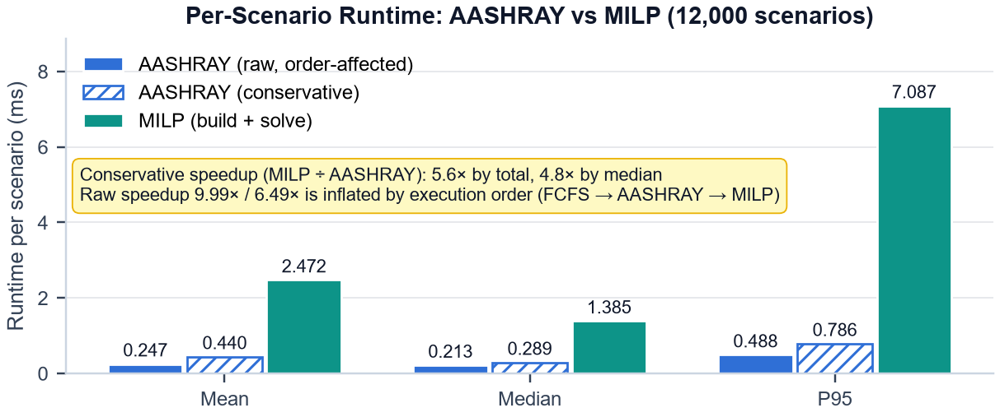 Per-Scenario Runtime: AASHRAY vs MILP (12,000 scenarios)
Runtime per scenario (ms)
8
6
4
2
0
AASHRAY (raw, order-affected)
AASHRAY (conservative)
MILP (build + solve)
Conservative speedup (MILP ÷ AASHRAY): 5.6× by total, 4.8× by median
Raw speedup 9.99× / 6.49× is inflated by execution order (FCFS → AASHRAY → MILP)
0.247
0.440
2.472
0.213
0.289
1.385
0.488
0.786
7.087
Mean
Median
P95